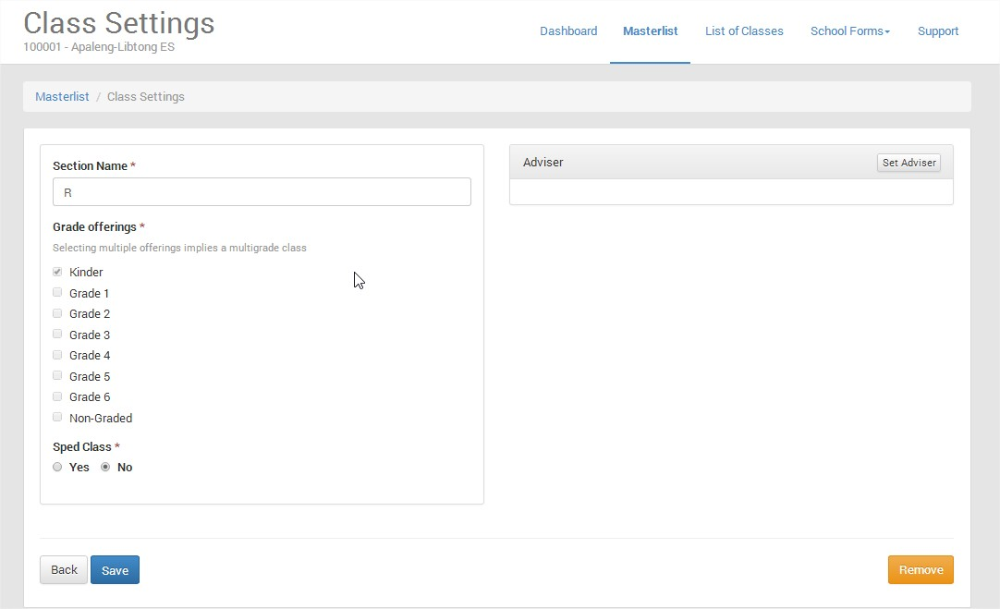 Class Settings
100001 - Apaleng-Libtong ES
Dashboard Masterlist List of Classes School Forms Support
Masterlist / Class Settings
Section Name *
R
Grade offerings *
Selecting multiple offerings implies a multigrade class
Kinder
Grade 1
Grade 2
Grade 3
Grade 4
Grade 5
Grade 6
Non-Graded
Sped Class *
Yes No
Adviser Set Adviser
Back Save Remove